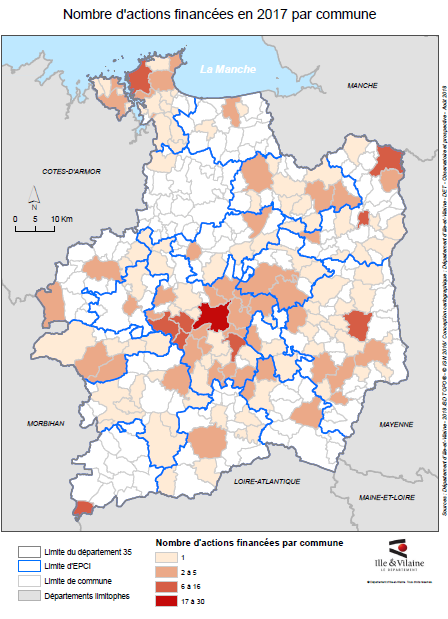 Nombre d'actions financées en 2017 par commune
La Manche
MANCHE
COTES-D'ARMOR
N
0 5 10 Km
MORBIHAN
MAYENNE
LOIRE-ATLANTIQUE
MAINE-ET-LOIRE
Limite du département 35
Limite d'EPCI
Limite de commune
Départements limitophes
Nombre d'actions financées par commune
1
2 à 5
6 à 16
17 à 30
Ille & Vilaine
LE DÉPARTEMENT